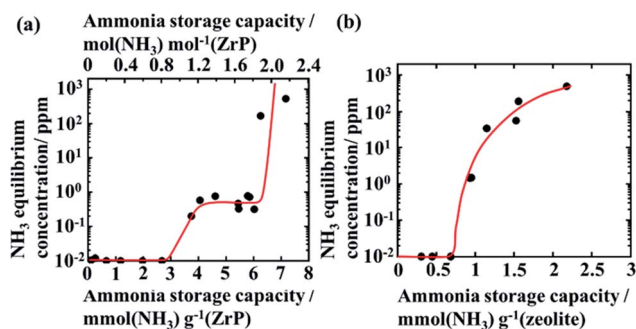 (a)
Ammonia storage capacity /
mol(NH₃) mol⁻¹(ZrP)
0 0.4 0.8 1.2 1.6 2.0 2.4
10³
10²
10¹
10⁰
10⁻¹
10⁻²
NH₃ equilibrium
concentration/ ppm
0 1 2 3 4 5 6 7 8
Ammonia storage capacity /
mmol(NH₃) g⁻¹(ZrP)
(b)
10³
10²
10¹
10⁰
10⁻¹
10⁻²
NH₃ equilibrium
concentration/ ppm
0 0.5 1 1.5 2 2.5 3
Ammonia storage capacity /
mmol(NH₃) g⁻¹(zeolite)